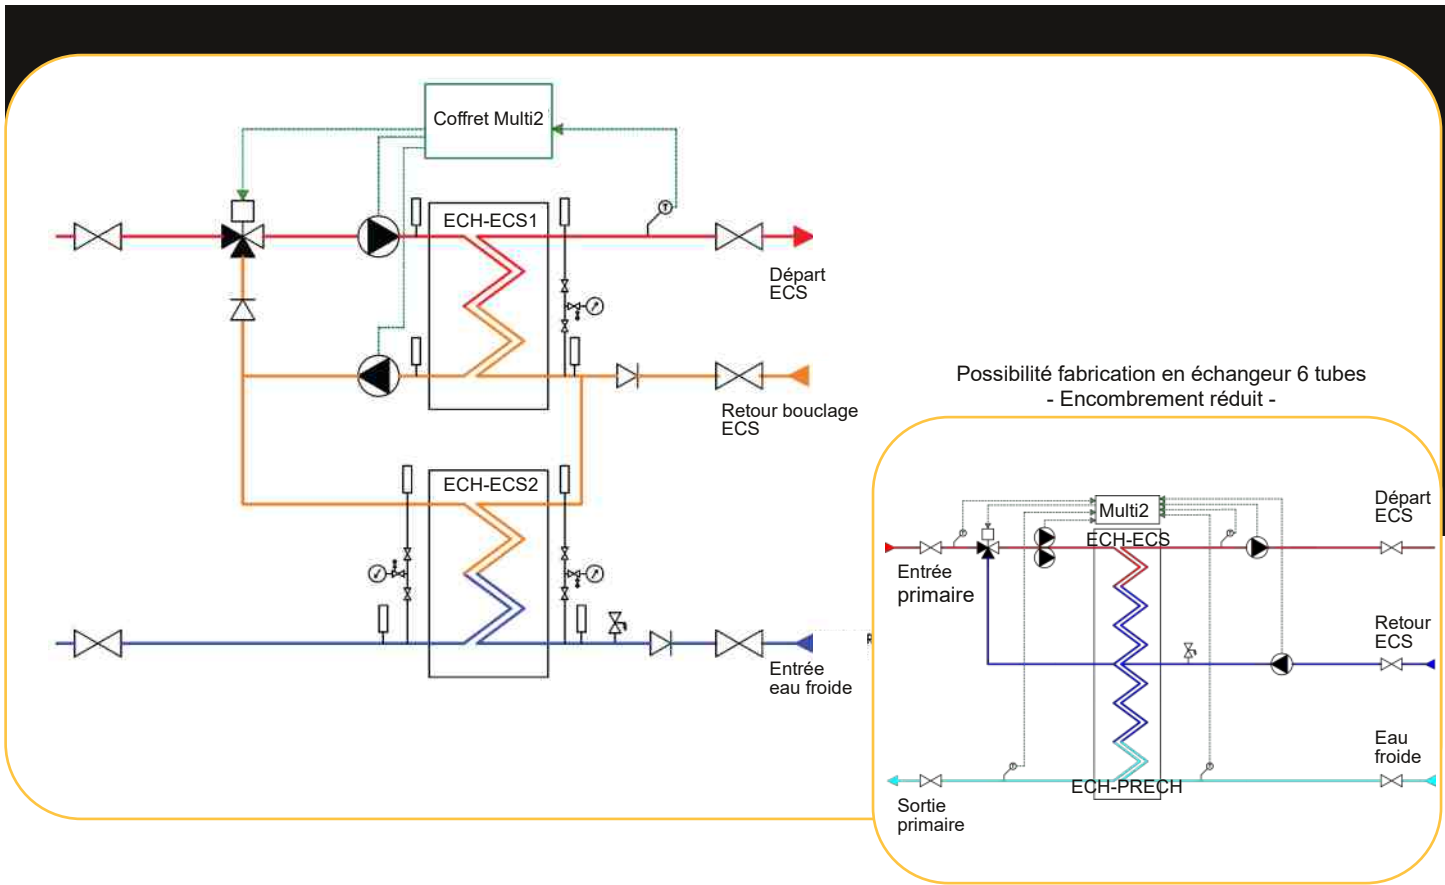 Coffret Multi2
ECH-ECS1
Départ
ECS
Retour bouclage
ECS
ECH-ECS2
Entrée
eau froide
Possibilité fabrication en échangeur 6 tubes
- Encombrement réduit -
Multi2
ECH-ECS
Départ
ECS
Entrée
primaire
Retour
ECS
Eau
froide
ECH-PRECH
Sortie
primaire